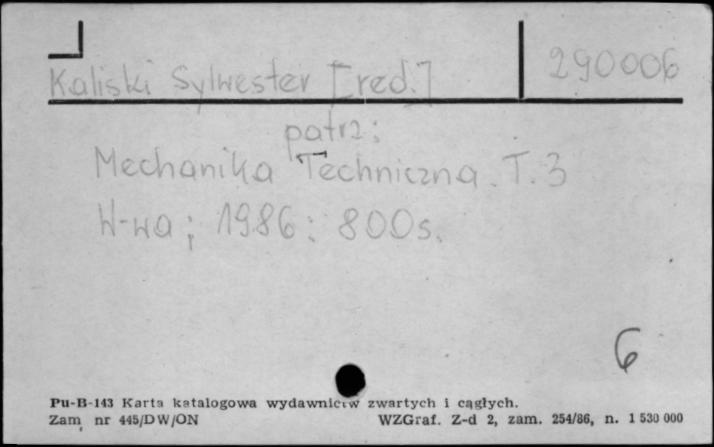 Kaliski Sylwester [red.] 290006
patrz:
Mechanika Techniczna. T. 3
W-wa; 1986; 800s.
6
Pu-B-143 Karta katalogowa wydawnictw zwartych i cągłych.
Zam. nr 445/DW/ON WZGraf. Z-d 2, zam. 254/86, n. 1 530 000